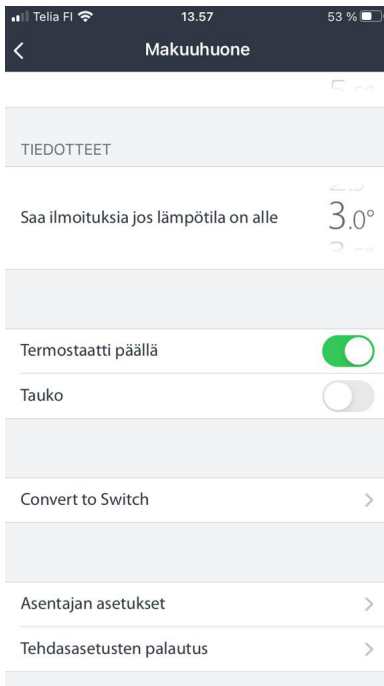 Telia FI 13.57 53 %
Makuuhuone
TIEDOTTEET
Saa ilmoituksia jos lämpötila on alle 3.0°
Termostaatti päällä
Tauko
Convert to Switch
Asentajan asetukset
Tehdasasetusten palautus